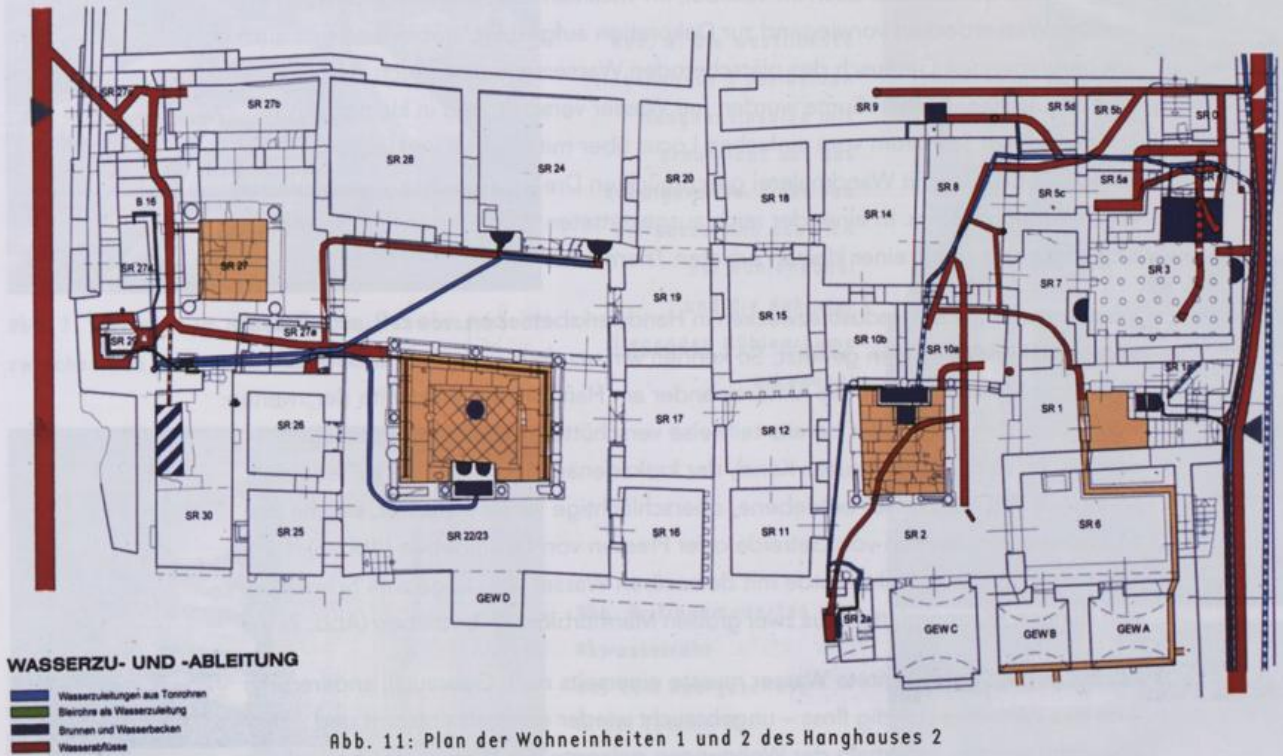 SR 27c
SR 27b
SR 28
SR 24
SR 20
SR 18
SR 14
SR 8
SR 9
SR 5d
SR 5b
SR 5a
SR 5c
SR 3
SR 7
B 16
SR 27
SR 27d
SR 27e
SR 19
SR 15
SR 10b
SR 10a
SR 1
SR 26
SR 17
SR 12
SR 30
SR 25
SR 22/23
SR 16
SR 11
SR 2
SR 6
GEW D
SR 2a
GEW C
GEW B
GEW A
WASSERZU- UND -ABLEITUNG
Wasserzuleitungen aus Tonrohren
Bleirohre als Wasserzuleitung
Brunnen und Wasserbecken
Wasserabflüsse
Abb. 11: Plan der Wohneinheiten 1 und 2 des Hanghauses 2